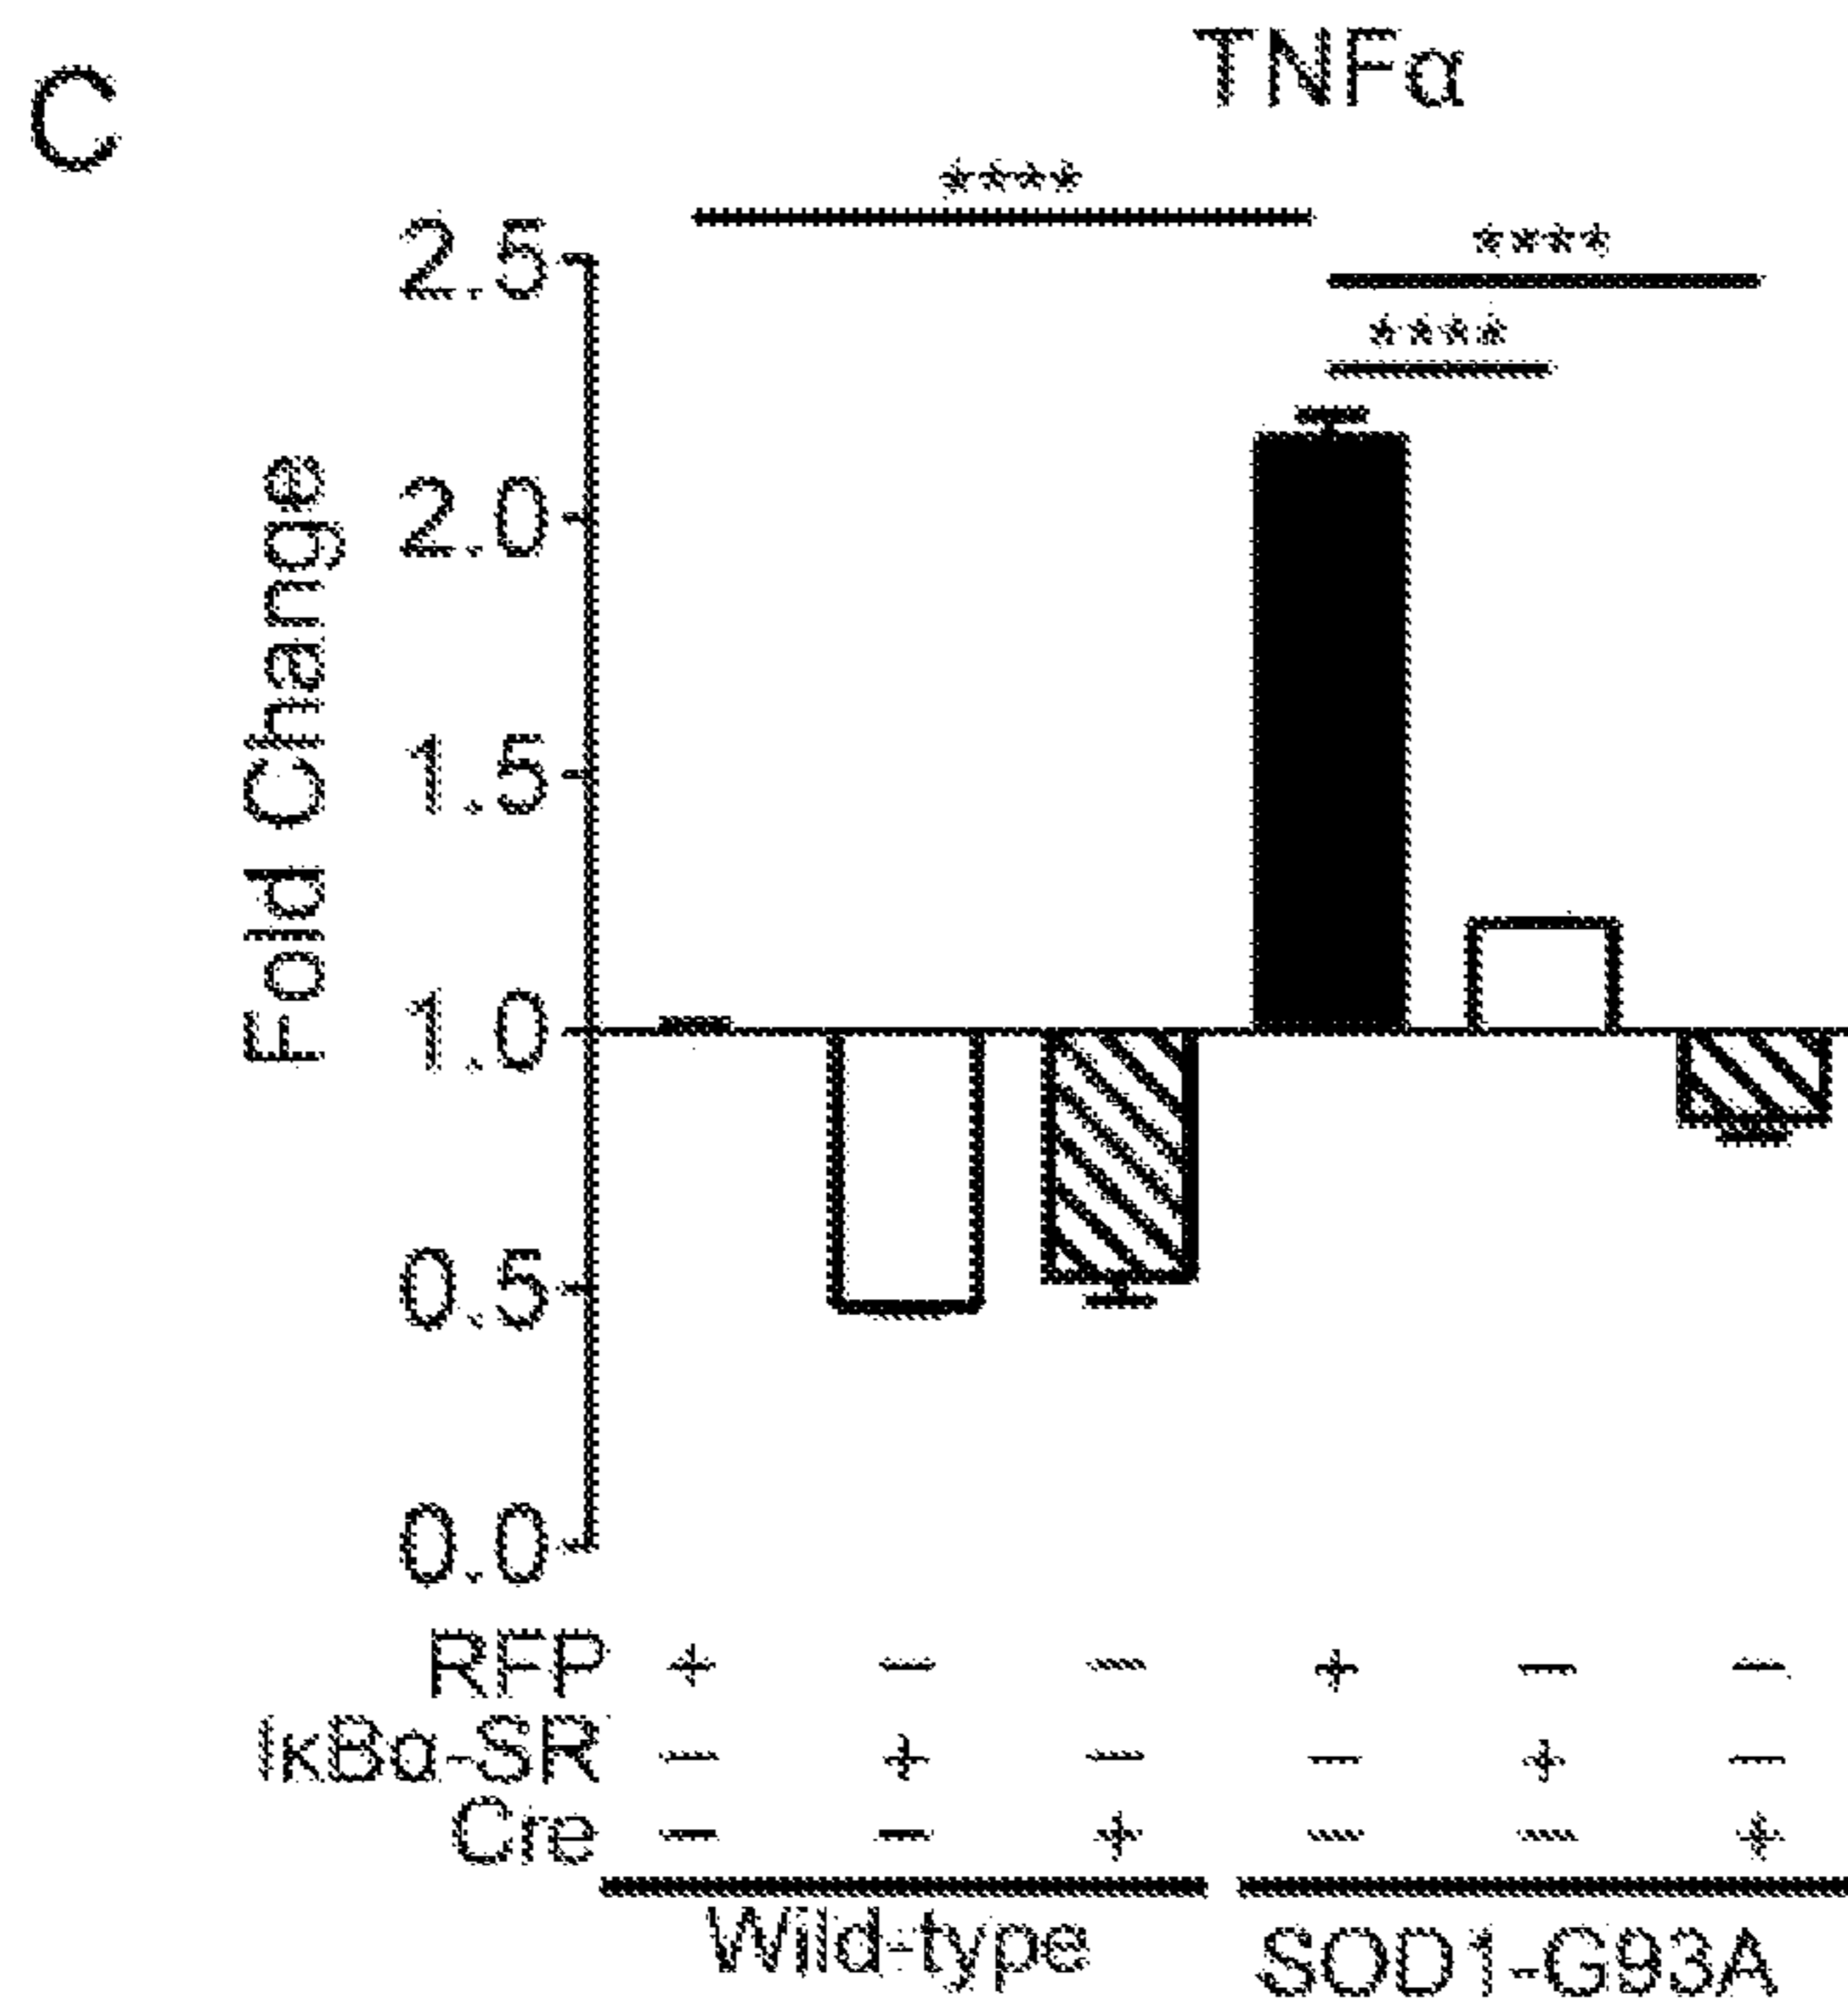 C
TNFα
****
****
****
Fold Change
2.5
2.0
1.5
1.0
0.5
0.0
RFP + – – + – –
IκBα-SR – + – – + –
Cre – – + – – +
Wild-type SOD1-G93A